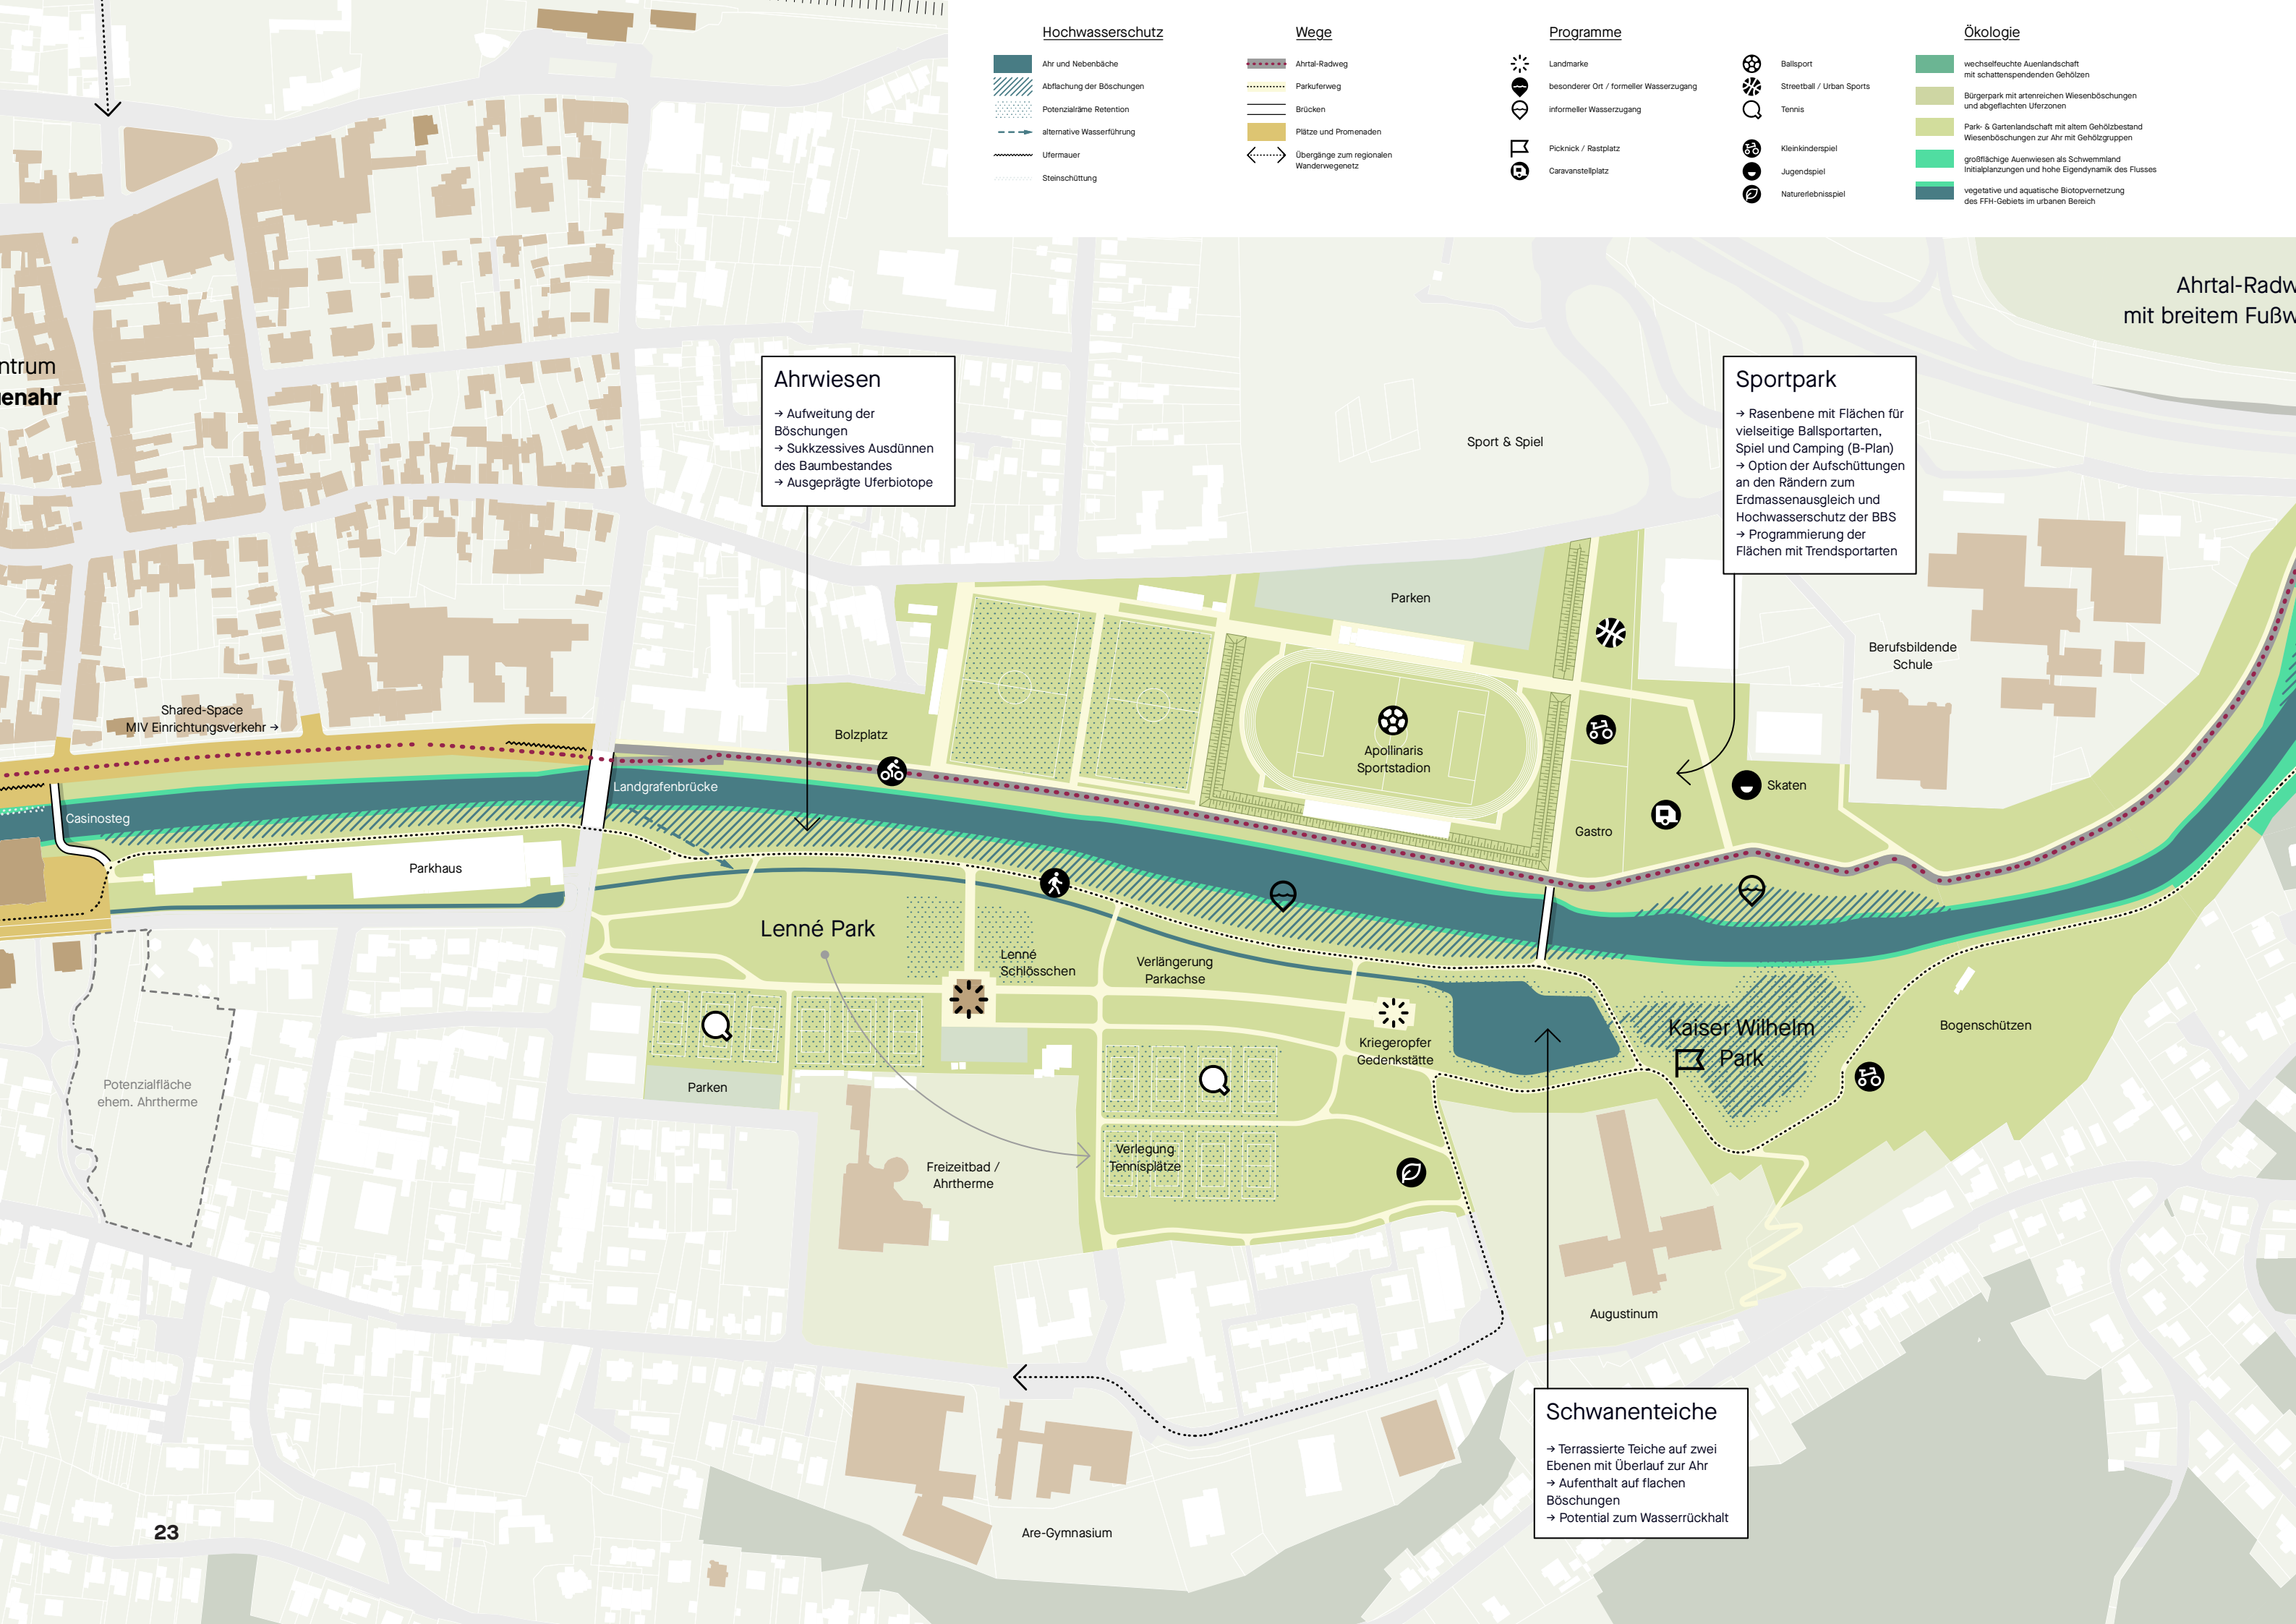 Hochwasserschutz
Ahr und Nebenbäche
Abflachung der Böschungen
Potenzialräme Retention
alternative Wasserführung
Ufermauer
Steinschüttung
Wege
Ahrtal-Radweg
Parkuferweg
Brücken
Plätze und Promenaden
Übergänge zum regionalen
Wanderwegenetz
Programme
Landmarke
besonderer Ort / formeller Wasserzugang
informeller Wasserzugang
Picknick / Rastplatz
Caravanstellplatz
Ballsport
Streetball / Urban Sports
Tennis
Kleinkinderspiel
Jugendspiel
Naturerlebnisspiel
Ökologie
wechselfeuchte Auenlandschaft
mit schattenspendenden Gehölzen
Bürgerpark mit artenreichen Wiesenböschungen
und abgeflachten Uferzonen
Park- & Gartenlandschaft mit altem Gehölzbestand
Wiesenböschungen zur Ahr mit Gehölzgruppen
großflächige Auenwiesen als Schwemmland
Initialplanzungen und hohe Eigendynamik des Flusses
vegetative und aquatische Biotopvernetzung
des FFH-Gebiets im urbanen Bereich
Ahrtal-Radw
mit breitem Fußw
ntrum
enahr
Ahrwiesen
→ Aufweitung der
Böschungen
→ Sukkzessives Ausdünnen
des Baumbestandes
→ Ausgeprägte Uferbiotope
Sportpark
→ Rasenbene mit Flächen für
vielseitige Ballsportarten,
Spiel und Camping (B-Plan)
→ Option der Aufschüttungen
an den Rändern zum
Erdmassenausgleich und
Hochwasserschutz der BBS
→ Programmierung der
Flächen mit Trendsportarten
Sport & Spiel
Parken
Berufsbildende
Schule
Shared-Space
MIV Einrichtungsverkehr →
Bolzplatz
Apollinaris
Sportstadion
Landgrafenbrücke
Skaten
Casinosteg
Gastro
Parkhaus
Lenné Park
Lenné
Schlösschen
Verlängerung
Parkachse
Kriegeropfer
Gedenkstätte
Kaiser Wilhelm
Park
Bogenschützen
Potenzialfläche
ehem. Ahrtherme
Parken
Verlegung
Tennisplätze
Freizeitbad /
Ahrtherme
Augustinum
Schwanenteiche
→ Terrassierte Teiche auf zwei
Ebenen mit Überlauf zur Ahr
→ Aufenthalt auf flachen
Böschungen
→ Potential zum Wasserrückhalt
Are-Gymnasium
23